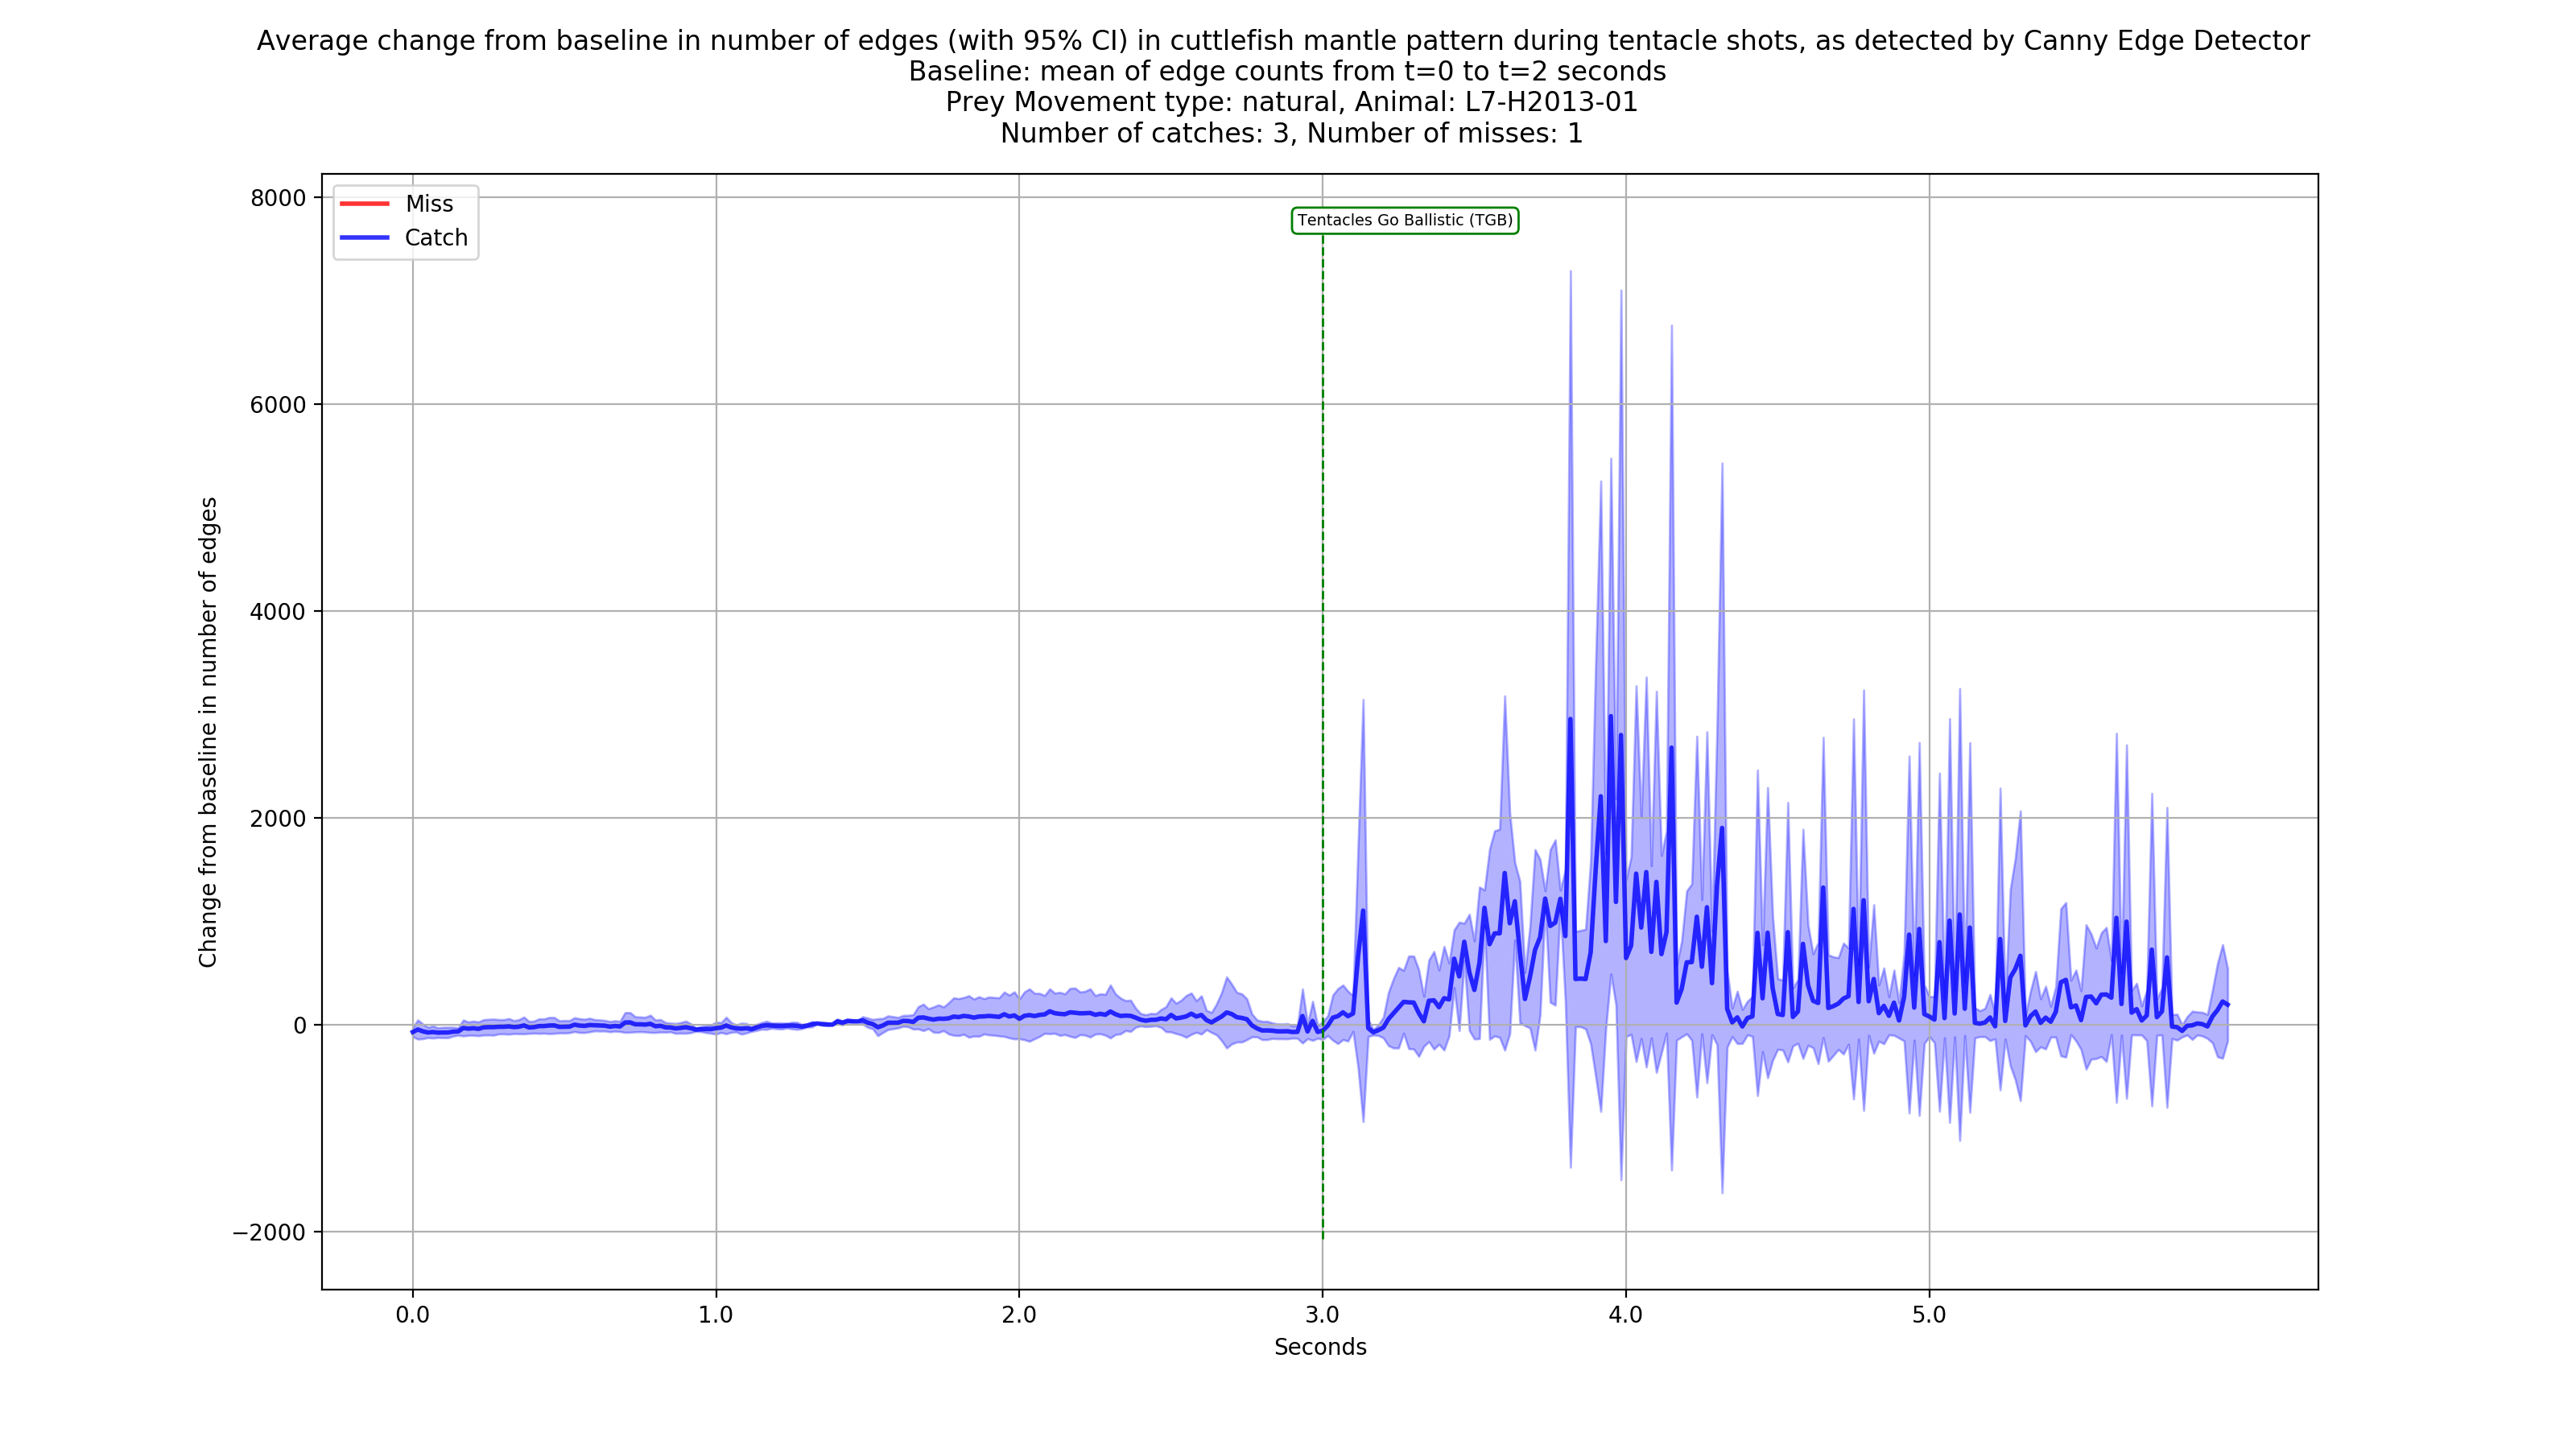 Average change from baseline in number of edges (with 95% CI) in cuttlefish mantle pattern during tentacle shots, as detected by Canny Edge Detector
Baseline: mean of edge counts from t=0 to t=2 seconds
Prey Movement type: natural, Animal: L7-H2013-01
Number of catches: 3, Number of misses: 1
Miss
Catch
Tentacles Go Ballistic (TGB)
Change from baseline in number of edges
8000
6000
4000
2000
0
−2000
0.0 1.0 2.0 3.0 4.0 5.0
Seconds